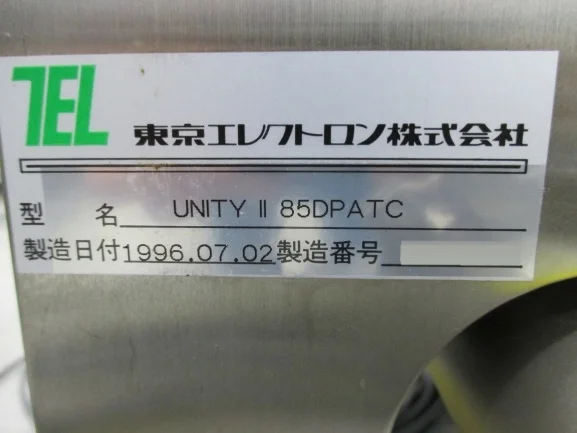 TEL 東京エレクトロン株式会社
型 名 UNITY II 85DPATC
製造日付 1996.07.02 製造番号